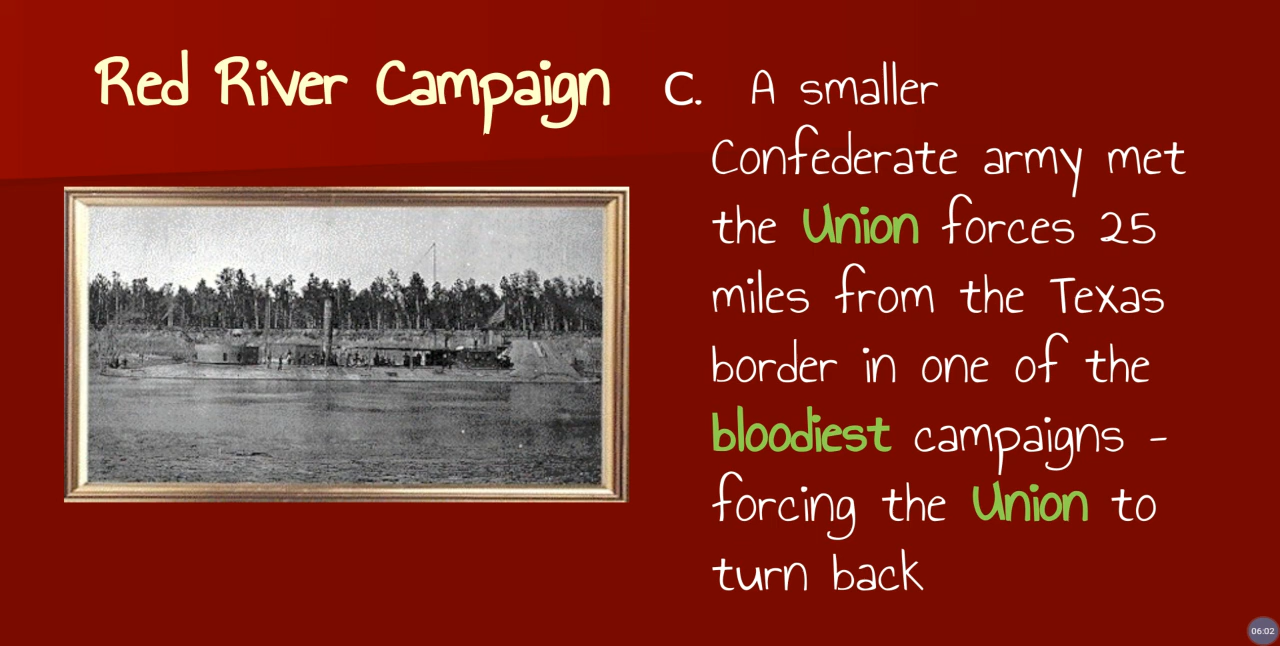 Red River Campaign
C. A smaller
Confederate army met
the Union forces 25
miles from the Texas
border in one of the
bloodiest campaigns -
forcing the Union to
turn back
06:02